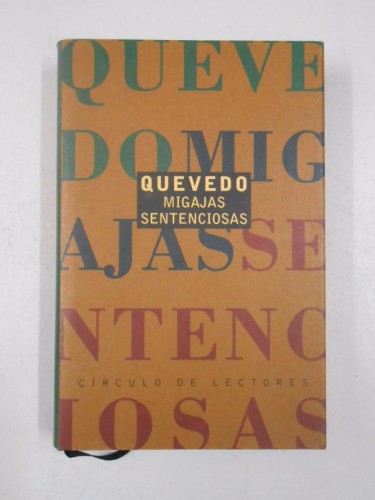 QUEVE
DOMIG
QUEVEDO
MIGAJAS
SENTENCIOSAS
AJASSE
NTENC
CÍRCULO DE LECTORES
IOSAS